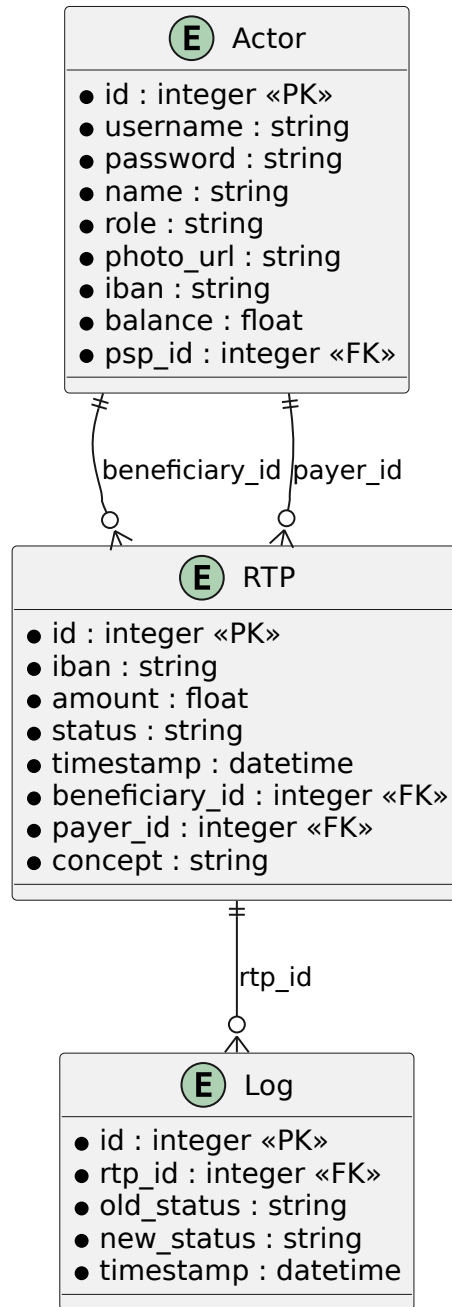 E Actor
id : integer «PK»
username : string
password : string
name : string
role : string
photo_url : string
iban : string
balance : float
psp_id : integer «FK»
beneficiary_id payer_id
E RTP
id : integer «PK»
iban : string
amount : float
status : string
timestamp : datetime
beneficiary_id : integer «FK»
payer_id : integer «FK»
concept : string
rtp_id
E Log
id : integer «PK»
rtp_id : integer «FK»
old_status : string
new_status : string
timestamp : datetime